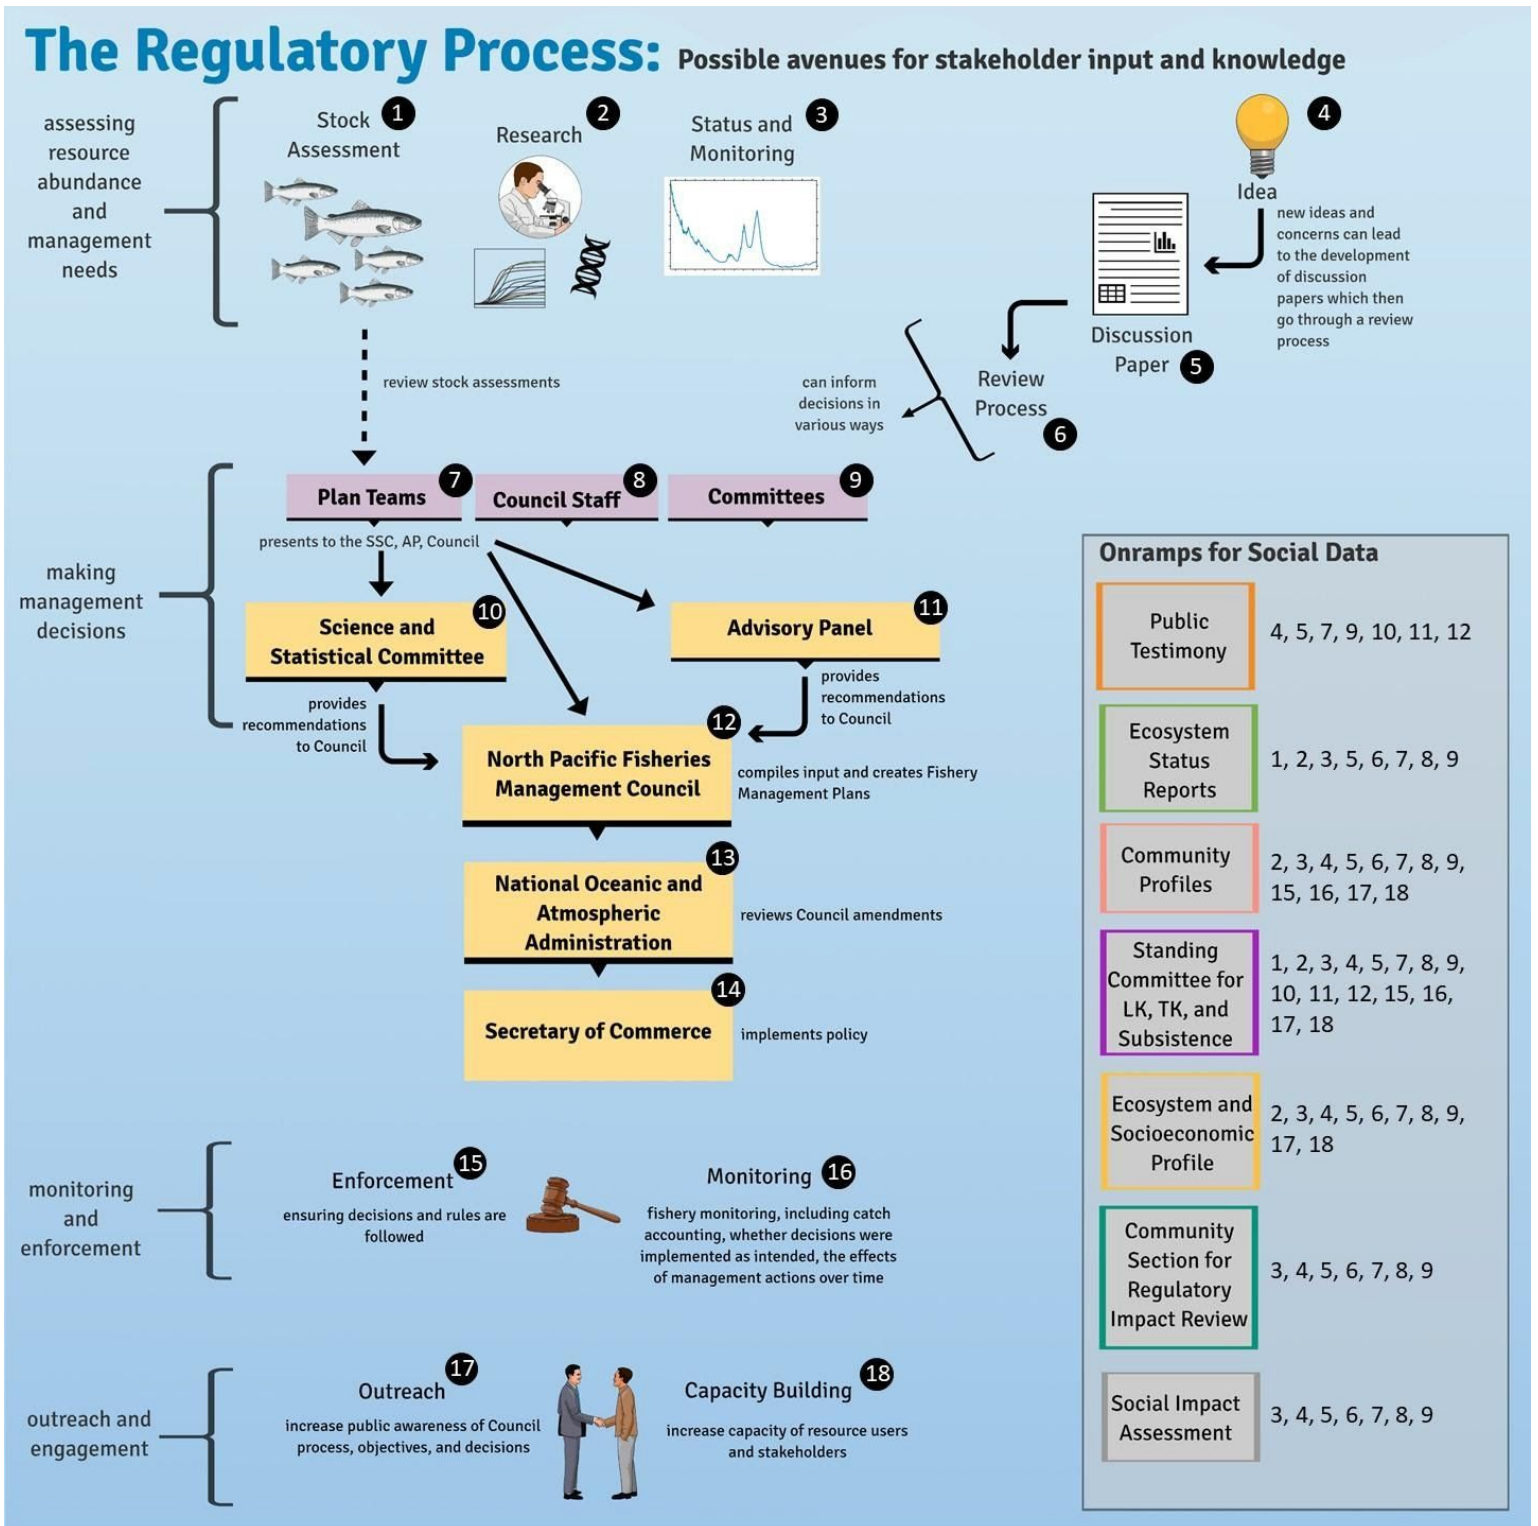 The Regulatory Process: Possible avenues for stakeholder input and knowledge
assessing
resource
abundance
and
management
needs
Stock
Assessment
1
Research
2
Status and
Monitoring
3
4
Idea
new ideas and
concerns can lead
to the development
of discussion
papers which then
go through a review
process
Discussion
Paper 5
Review
Process
6
can inform
decisions in
various ways
review stock assessments
making
management
decisions
Plan Teams
7
Council Staff
8
Committees
9
presents to the SSC, AP, Council
Science and
Statistical Committee
10
Advisory Panel
11
provides
recommendations
to Council
provides
recommendations
to Council
North Pacific Fisheries
Management Council
12
compiles input and creates Fishery
Management Plans
National Oceanic and
Atmospheric
Administration
13
reviews Council amendments
Secretary of Commerce
14
implements policy
monitoring
and
enforcement
Enforcement 15
ensuring decisions and rules are
followed
Monitoring 16
fishery monitoring, including catch
accounting, whether decisions were
implemented as intended, the effects
of management actions over time
outreach and
engagement
Outreach 17
increase public awareness of Council
process, objectives, and decisions
Capacity Building 18
increase capacity of resource users
and stakeholders
Onramps for Social Data
Public
Testimony
4, 5, 7, 9, 10, 11, 12
Ecosystem
Status
Reports
1, 2, 3, 5, 6, 7, 8, 9
Community
Profiles
2, 3, 4, 5, 6, 7, 8, 9,
15, 16, 17, 18
Standing
Committee for
LK, TK, and
Subsistence
1, 2, 3, 4, 5, 7, 8, 9,
10, 11, 12, 15, 16,
17, 18
Ecosystem and
Socioeconomic
Profile
2, 3, 4, 5, 6, 7, 8, 9,
17, 18
Community
Section for
Regulatory
Impact Review
3, 4, 5, 6, 7, 8, 9
Social Impact
Assessment
3, 4, 5, 6, 7, 8, 9